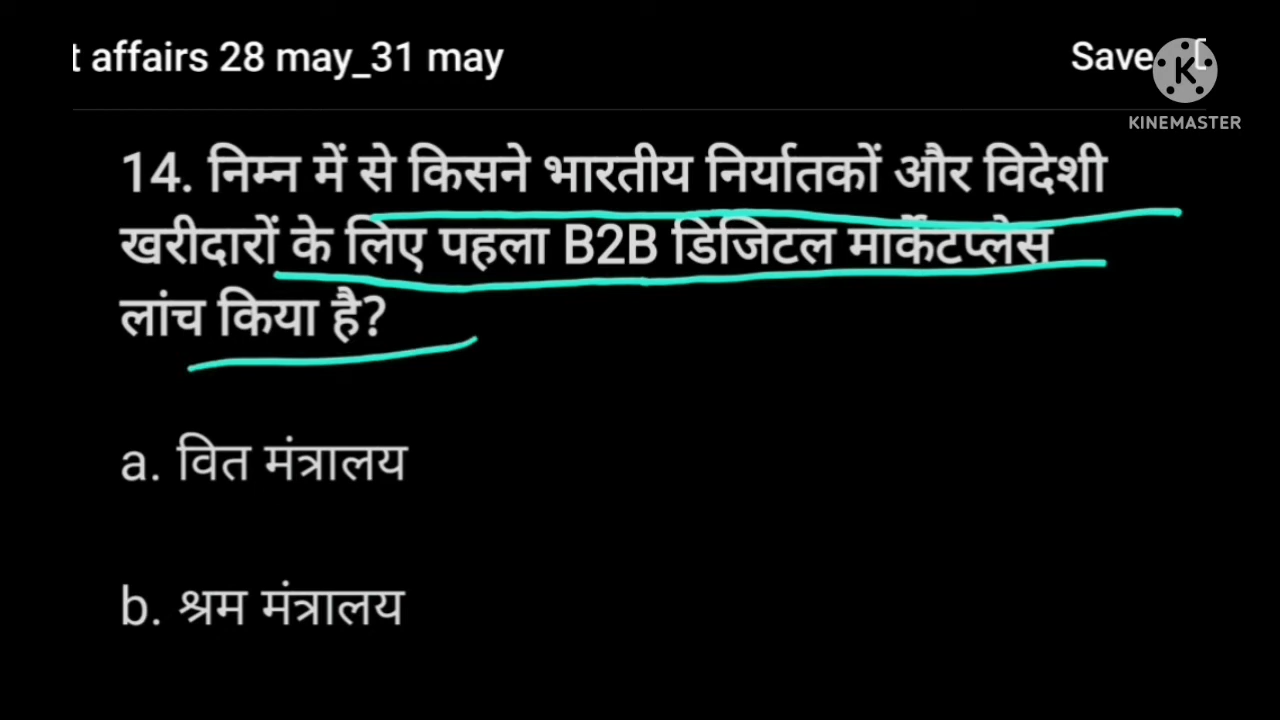 t affairs 28 may_31 may
Save
KINEMASTER
14. निम्न में से किसने भारतीय निर्यातकों और विदेशी
खरीदारों के लिए पहला B2B डिजिटल मार्केटप्लेस
लांच किया है?
a. वित मंत्रालय
b. श्रम मंत्रालय